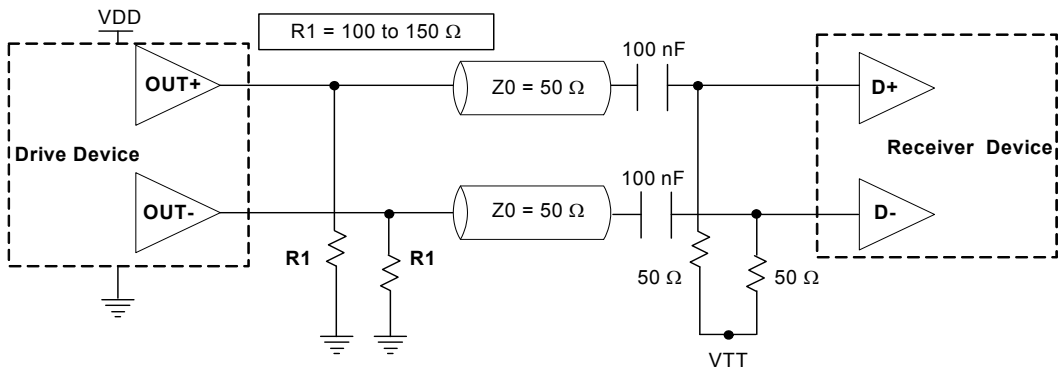 VDD
R1 = 100 to 150 Ω
100 nF
OUT+
Z0 = 50 Ω
D+
Drive Device
Receiver Device
100 nF
OUT-
Z0 = 50 Ω
D-
R1
R1
50 Ω
50 Ω
VTT